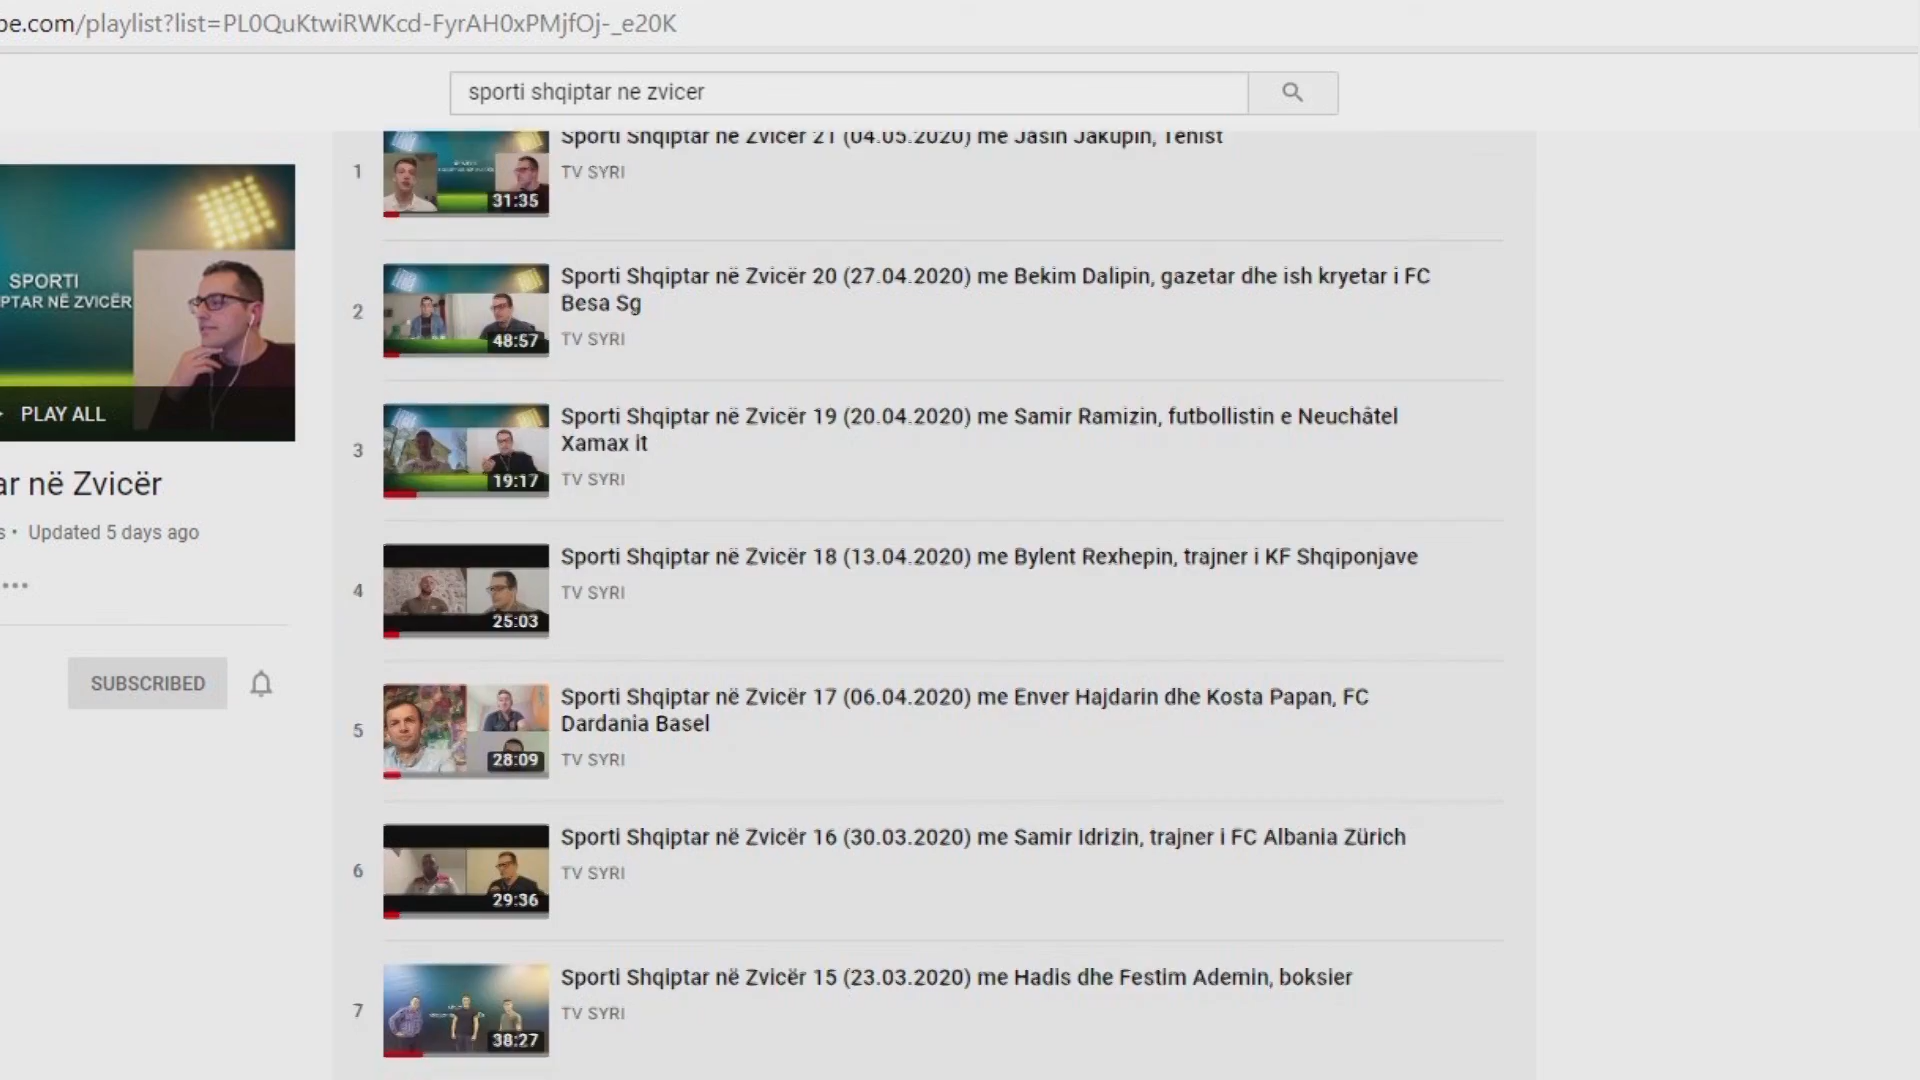 be.com/playlist?list=PL0QuKtwiRWKcd-FyrAH0xPMjfOj-_e20K
sporti shqiptar ne zvicer
SPORTI
PTAR NË ZVICËR
PLAY ALL
ar në Zvicër
s • Updated 5 days ago
SUBSCRIBED
1
31:35
Sporti Shqiptar në Zvicër 21 (04.05.2020) me Jasin Jakupin, Tenist
TV SYRI
2
48:57
Sporti Shqiptar në Zvicër 20 (27.04.2020) me Bekim Dalipin, gazetar dhe ish kryetar i FC
Besa Sg
TV SYRI
3
19:17
Sporti Shqiptar në Zvicër 19 (20.04.2020) me Samir Ramizin, futbollistin e Neuchâtel
Xamax it
TV SYRI
4
25:03
Sporti Shqiptar në Zvicër 18 (13.04.2020) me Bylent Rexhepin, trajner i KF Shqiponjave
TV SYRI
5
28:09
Sporti Shqiptar në Zvicër 17 (06.04.2020) me Enver Hajdarin dhe Kosta Papan, FC
Dardania Basel
TV SYRI
6
29:36
Sporti Shqiptar në Zvicër 16 (30.03.2020) me Samir Idrizin, trajner i FC Albania Zürich
TV SYRI
7
38:27
Sporti Shqiptar në Zvicër 15 (23.03.2020) me Hadis dhe Festim Ademin, boksier
TV SYRI